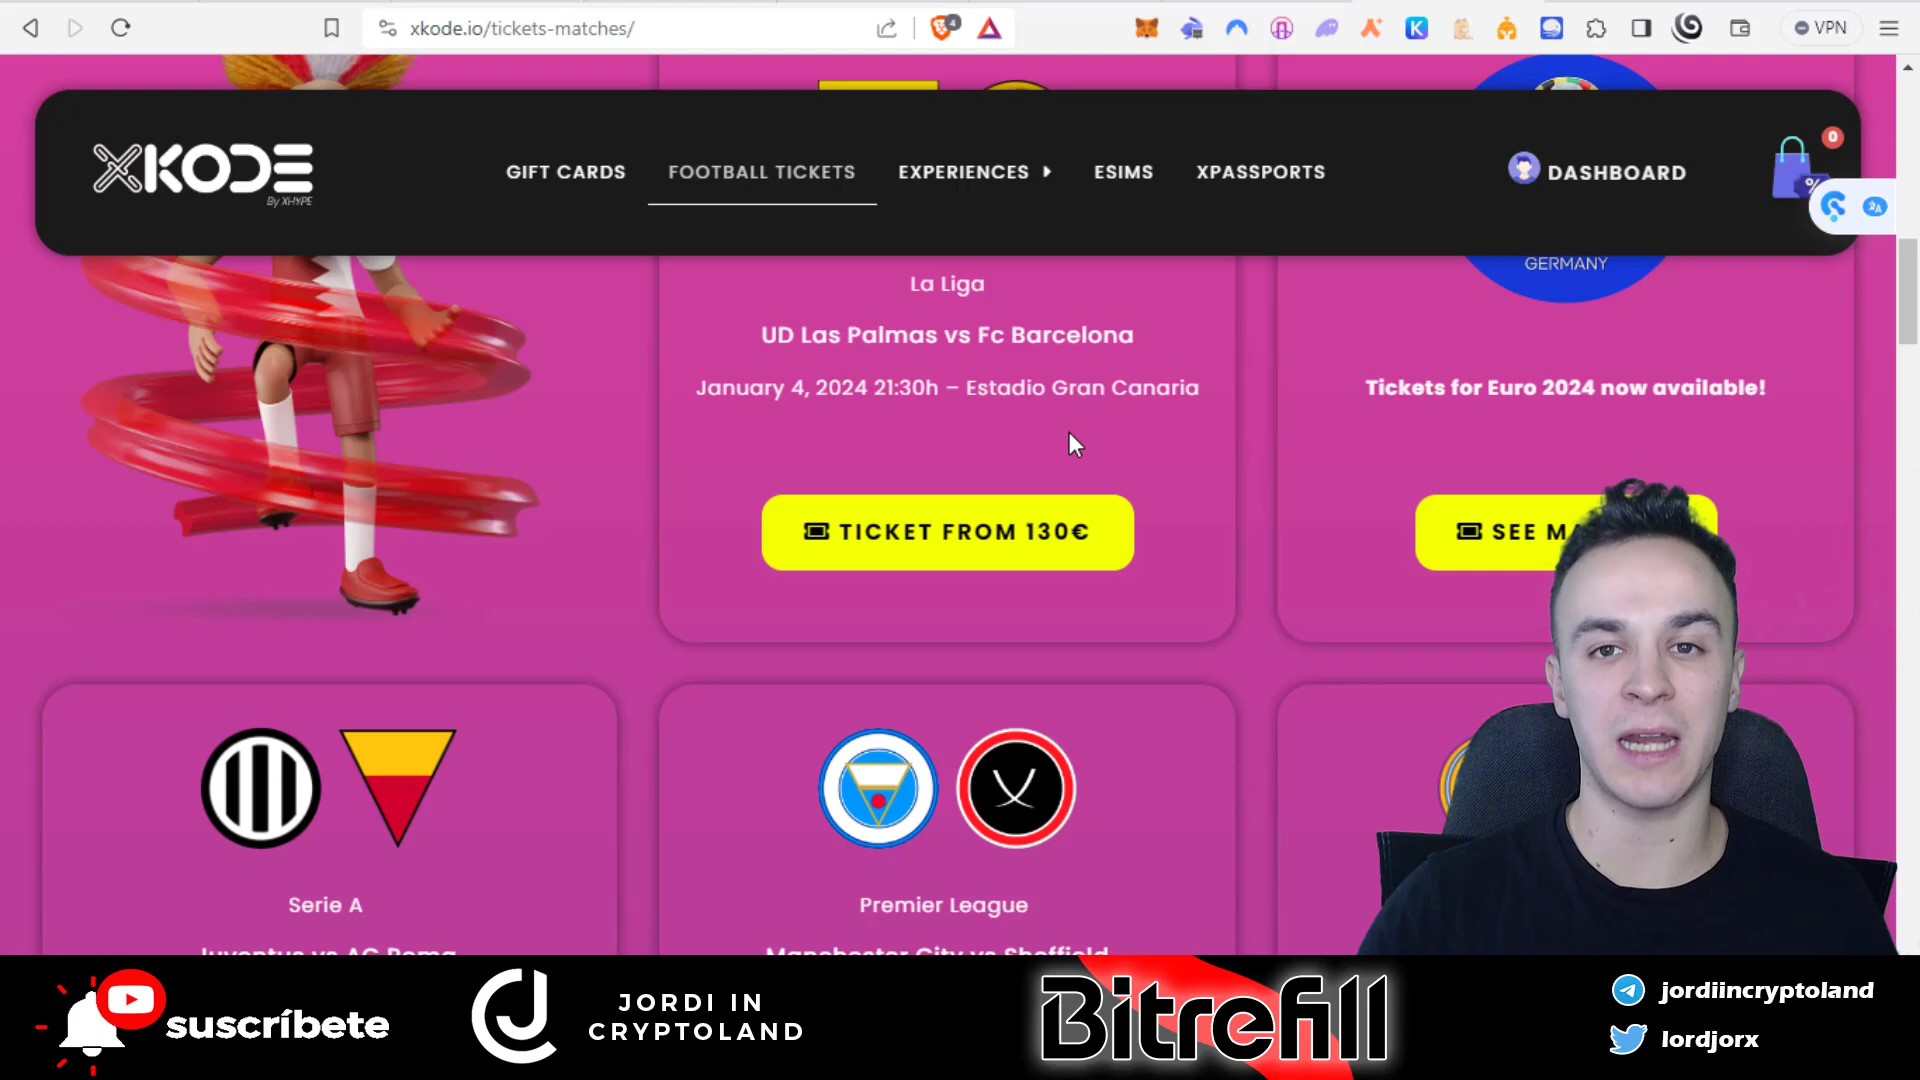 xkode.io/tickets-matches/
4
VPN
XKODE
By XHYPE
GIFT CARDS
FOOTBALL TICKETS
EXPERIENCES
ESIMS
XPASSPORTS
DASHBOARD
0
%
GERMANY
La Liga
UD Las Palmas vs Fc Barcelona
January 4, 2024 21:30h – Estadio Gran Canaria
TICKET FROM 130€
Tickets for Euro 2024 now available!
SEE
Serie A
Juventus vs AC Roma
Premier League
Manchester City vs Sheffield
suscríbete
JORDI IN
CRYPTOLAND
Bitrefill
jordiincryptoland
lordjorx